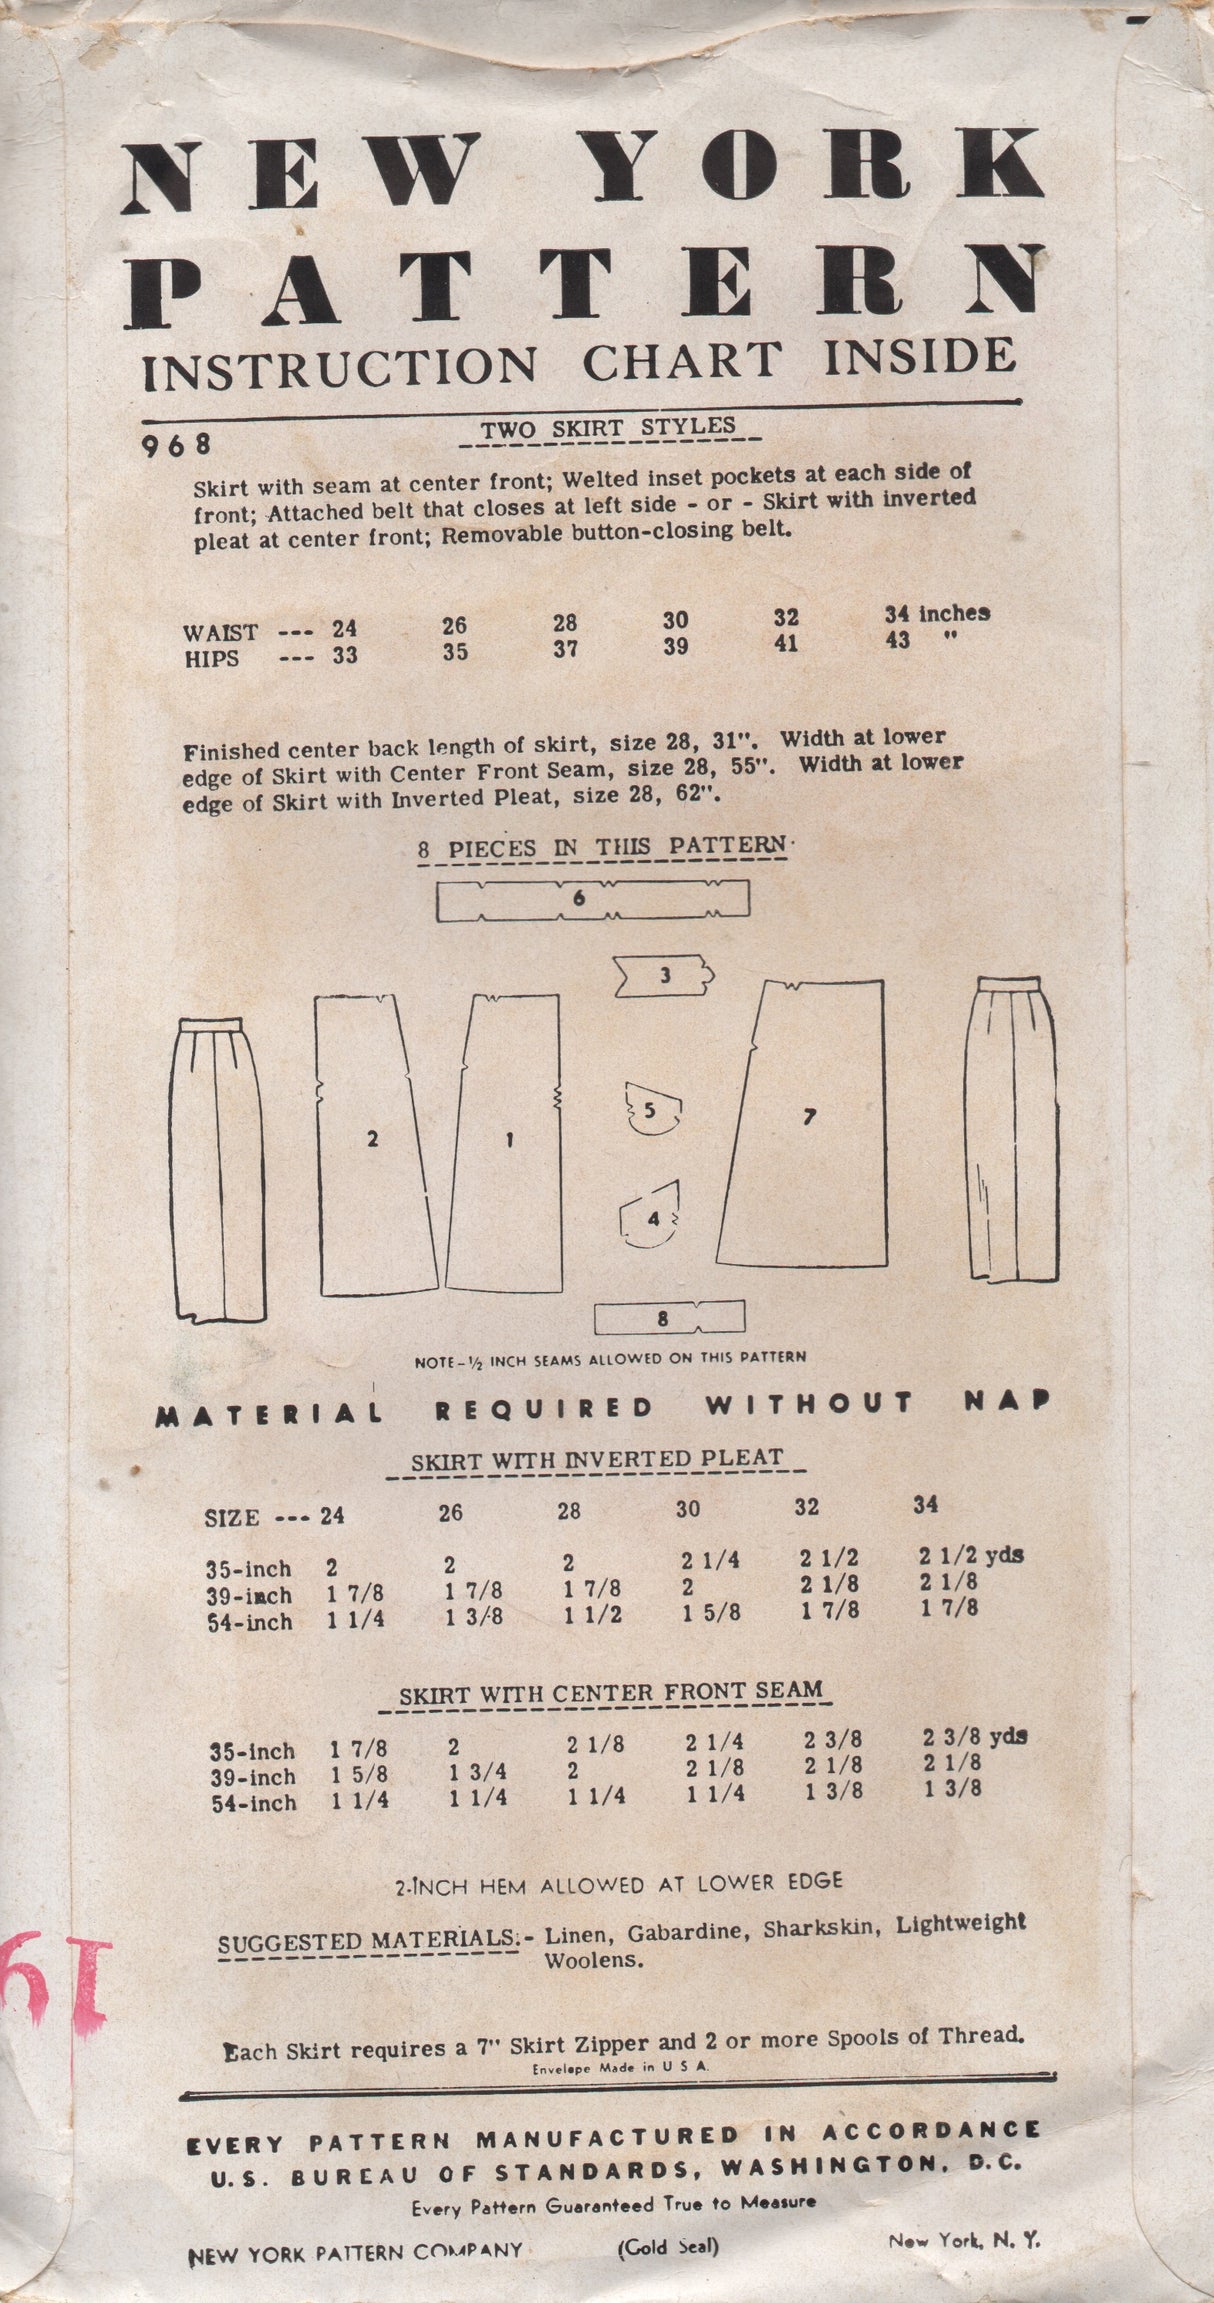 NEW YORK
PATTERN
INSTRUCTION CHART INSIDE
968
TWO SKIRT STYLES
Skirt with seam at center front; Welted inset pockets at each side of
front; Attached belt that closes at left side - or - Skirt with inverted
pleat at center front; Removable button-closing belt.
WAIST --- 24 26 28 30 32 34 inches
HIPS --- 33 35 37 39 41 43 "
Finished center back length of skirt, size 28, 31". Width at lower
edge of Skirt with Center Front Seam, size 28, 55". Width at lower
edge of Skirt with Inverted Pleat, size 28, 62".
8 PIECES IN THIS PATTERN
6
3
2
1
5
7
4
8
NOTE-1/2 INCH SEAMS ALLOWED ON THIS PATTERN
MATERIAL REQUIRED WITHOUT NAP
SKIRT WITH INVERTED PLEAT
SIZE --- 24 26 28 30 32 34
35-inch 2 2 2 2 1/4 2 1/2 2 1/2 yds
39-inch 1 7/8 1 7/8 1 7/8 2 2 1/8 2 1/8
54-inch 1 1/4 1 3/8 1 1/2 1 5/8 1 7/8 1 7/8
SKIRT WITH CENTER FRONT SEAM
35-inch 1 7/8 2 2 1/8 2 1/4 2 3/8 2 3/8 yds
39-inch 1 5/8 1 3/4 2 2 1/8 2 1/8 2 1/8
54-inch 1 1/4 1 1/4 1 1/4 1 1/4 1 3/8 1 3/8
2-INCH HEM ALLOWED AT LOWER EDGE
SUGGESTED MATERIALS:- Linen, Gabardine, Sharkskin, Lightweight
Woolens.
Each Skirt requires a 7" Skirt Zipper and 2 or more Spools of Thread.
Envelope Made in U S A.
EVERY PATTERN MANUFACTURED IN ACCORDANCE
U.S. BUREAU OF STANDARDS, WASHINGTON, D.C.
Every Pattern Guaranteed True to Measure
NEW YORK PATTERN COMPANY (Gold Seal) New York, N. Y.